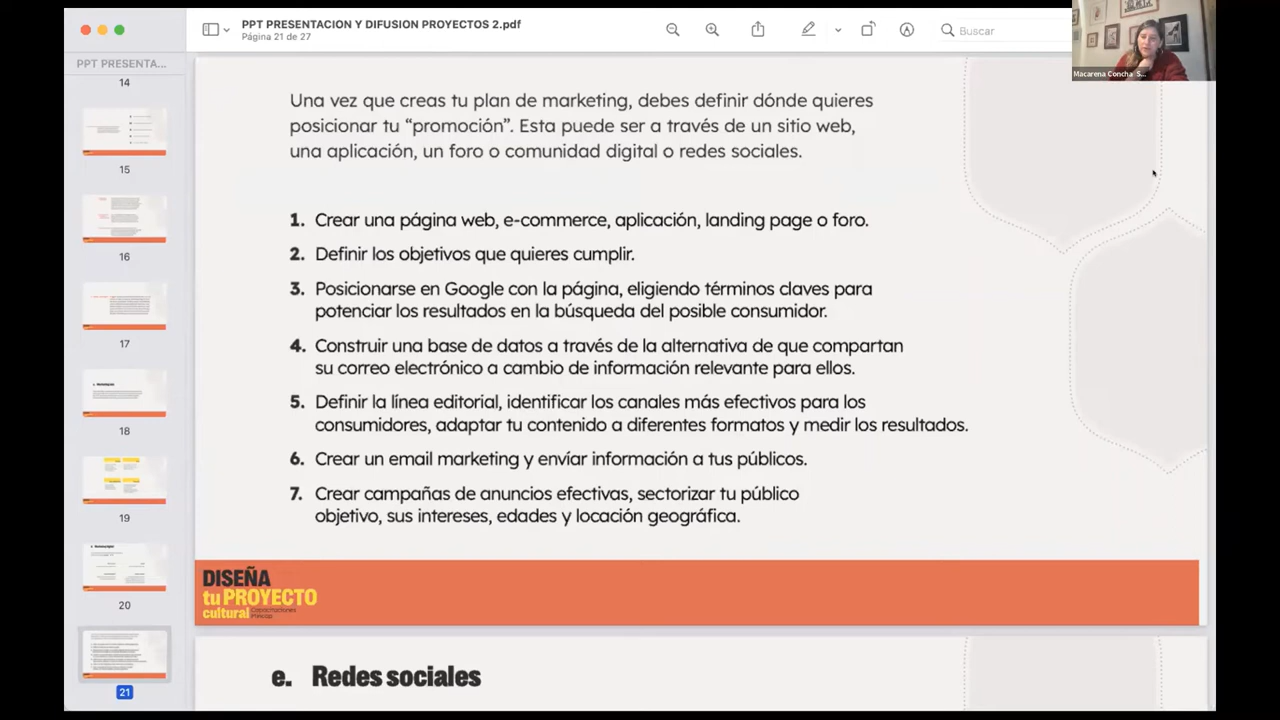 PPT PRESENTACION Y DIFUSION PROYECTOS 2.pdf
Página 21 de 27
Buscar
Macarena Concha S...
PPT PRESENTA...
14
15
16
17
18
19
20
21
Una vez que creas tu plan de marketing, debes definir dónde quieres
posicionar tu “promoción”. Esta puede ser a través de un sitio web,
una aplicación, un foro o comunidad digital o redes sociales.
1. Crear una página web, e-commerce, aplicación, landing page o foro.
2. Definir los objetivos que quieres cumplir.
3. Posicionarse en Google con la página, eligiendo términos claves para
potenciar los resultados en la búsqueda del posible consumidor.
4. Construir una base de datos a través de la alternativa de que compartan
su correo electrónico a cambio de información relevante para ellos.
5. Definir la línea editorial, identificar los canales más efectivos para los
consumidores, adaptar tu contenido a diferentes formatos y medir los resultados.
6. Crear un email marketing y envíar información a tus públicos.
7. Crear campañas de anuncios efectivas, sectorizar tu público
objetivo, sus intereses, edades y locación geográfica.
DISEÑA
tu PROYECTO
cultural Capacitaciones
Mincap
e. Redes sociales